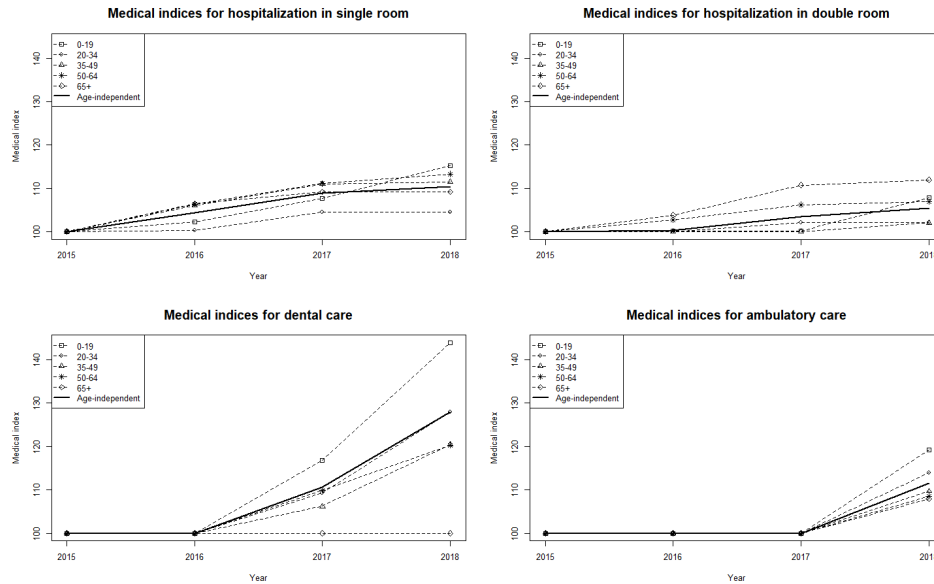 Medical indices for hospitalization in single room
Medical index
100 110 120 130 140
0-19
20-34
35-49
50-64
65+
Age-independent
2015 2016 2017 2018
Year
Medical indices for hospitalization in double room
Medical index
100 110 120 130 140
0-19
20-34
35-49
50-64
65+
Age-independent
2015 2016 2017 201
Year
Medical indices for dental care
Medical index
100 110 120 130 140
0-19
20-34
35-49
50-64
65+
Age-independent
2015 2016 2017 2018
Year
Medical indices for ambulatory care
Medical index
100 110 120 130 140
0-19
20-34
35-49
50-64
65+
Age-independent
2015 2016 2017 201
Year